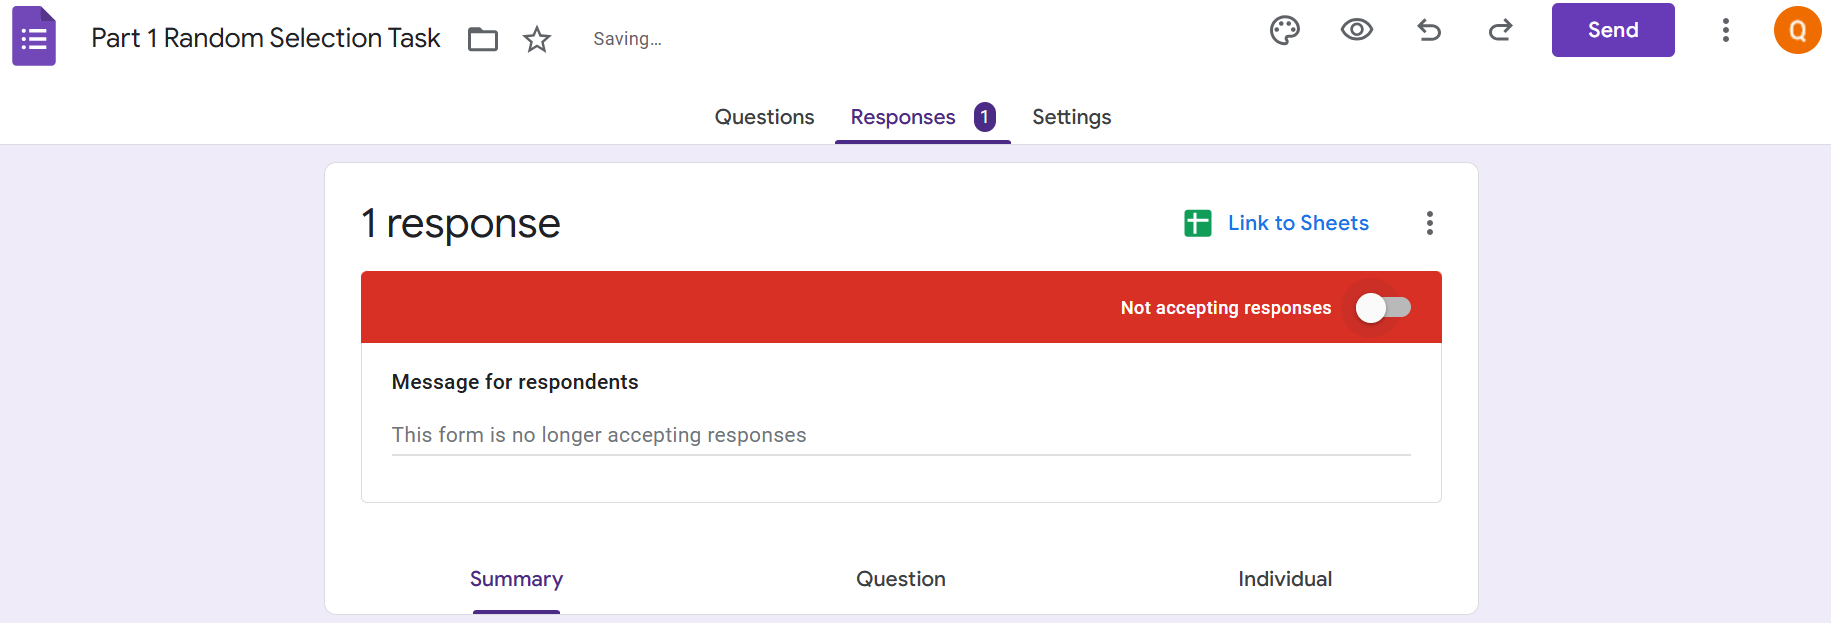 Part 1 Random Selection Task
Saving...
Send
Q
Questions
Responses 1
Settings
1 response
Link to Sheets
Not accepting responses
Message for respondents
This form is no longer accepting responses
Summary
Question
Individual